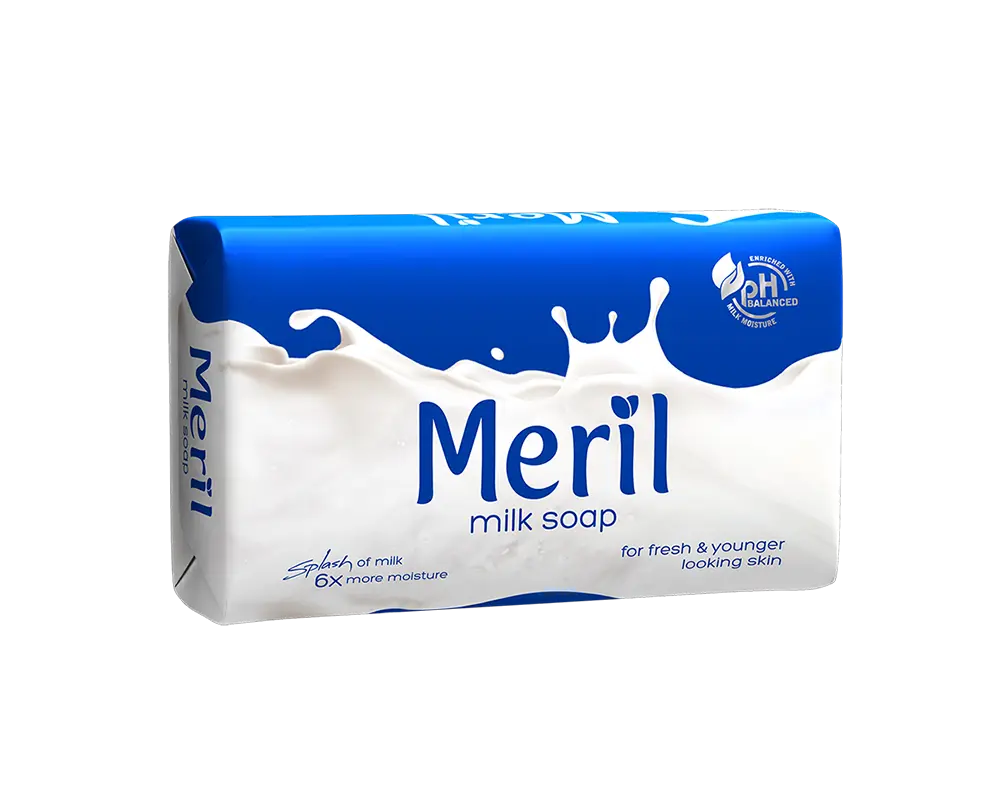 Meril
ENRICHED WITH
pH
BALANCED
MILK MOISTURE
Meril
milk soap
Meril
milk soap
Splash of milk
6x more moisture
for fresh & younger
looking skin